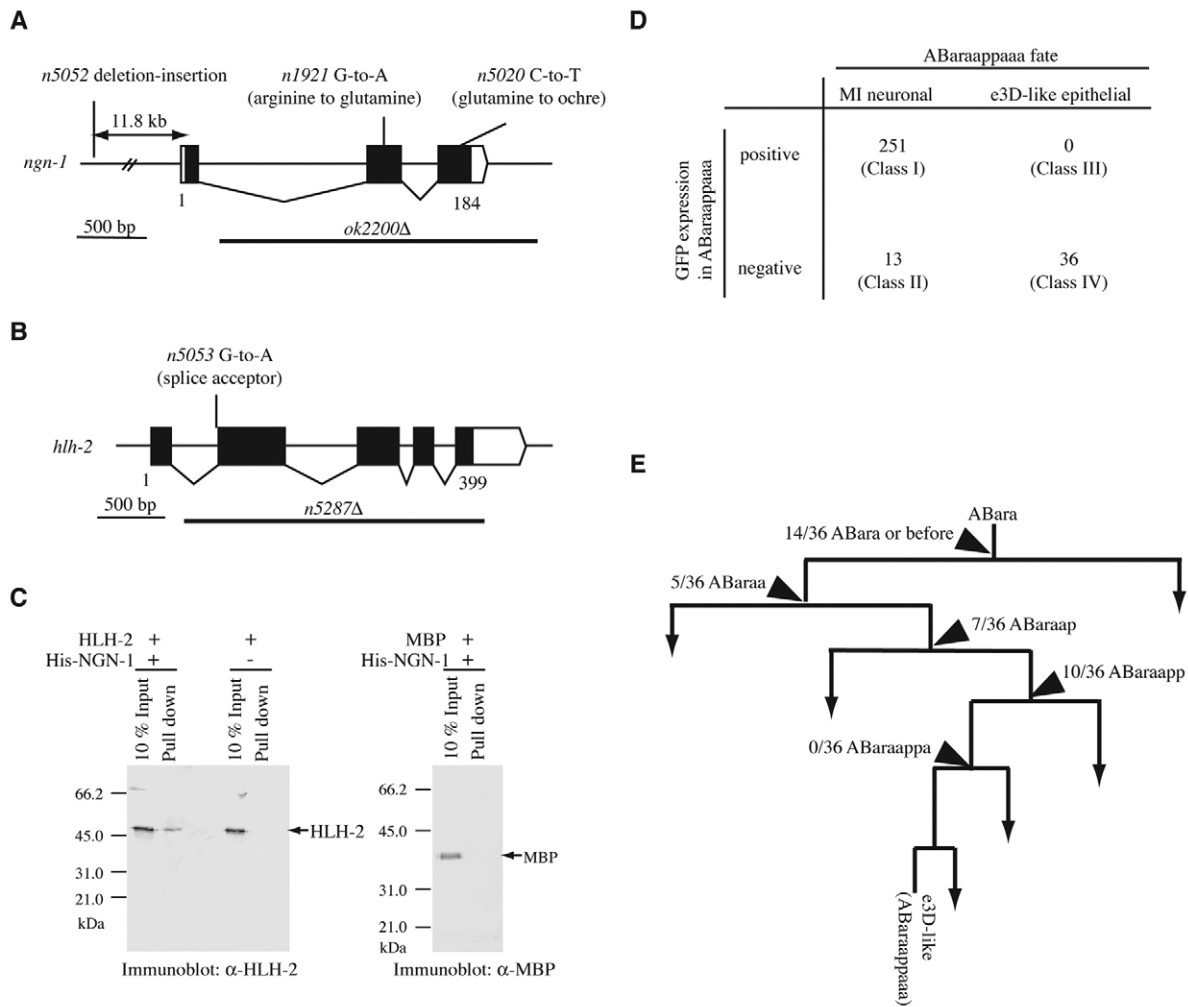 A
n5052 deletion-insertion
n1921 G-to-A
(arginine to glutamine)
n5020 C-to-T
(glutamine to ochre)
11.8 kb
ngn-1
1
184
500 bp
ok2200Δ
B
n5053 G-to-A
(splice acceptor)
hlh-2
1
399
500 bp
n5287Δ
C
HLH-2 + +
His-NGN-1 + -
10 % Input
Pull down
10 % Input
Pull down
66.2
45.0
31.0
21.0
kDa
HLH-2
Immunoblot: α-HLH-2
MBP +
His-NGN-1 +
10 % Input
Pull down
66.2
45.0
31.0
21.0
kDa
MBP
Immunoblot: α-MBP
D
ABaraappaaa fate
MI neuronal e3D-like epithelial
GFP expression
in ABaraappaaa
positive
251
(Class I)
0
(Class III)
negative
13
(Class II)
36
(Class IV)
E
ABara
14/36 ABara or before
5/36 ABaraa
7/36 ABaraap
10/36 ABaraapp
0/36 ABaraappa
e3D-like
(ABaraappaaa)